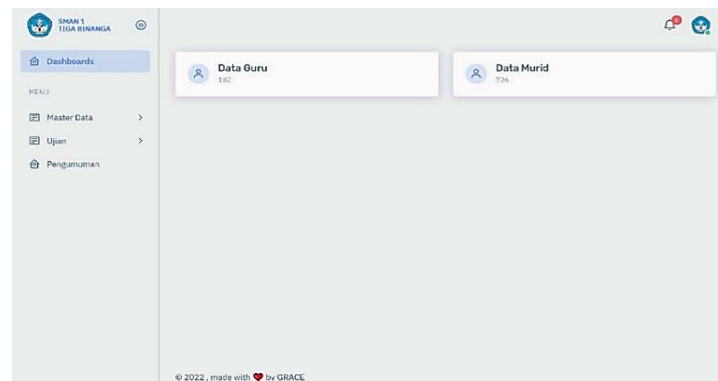 SMAN 1
TIGA BINANGA
Dashboards
MENU
Master Data
Ujian
Pengumuman
Data Guru
132
Data Murid
726
© 2022, made with ❤ by GRACE